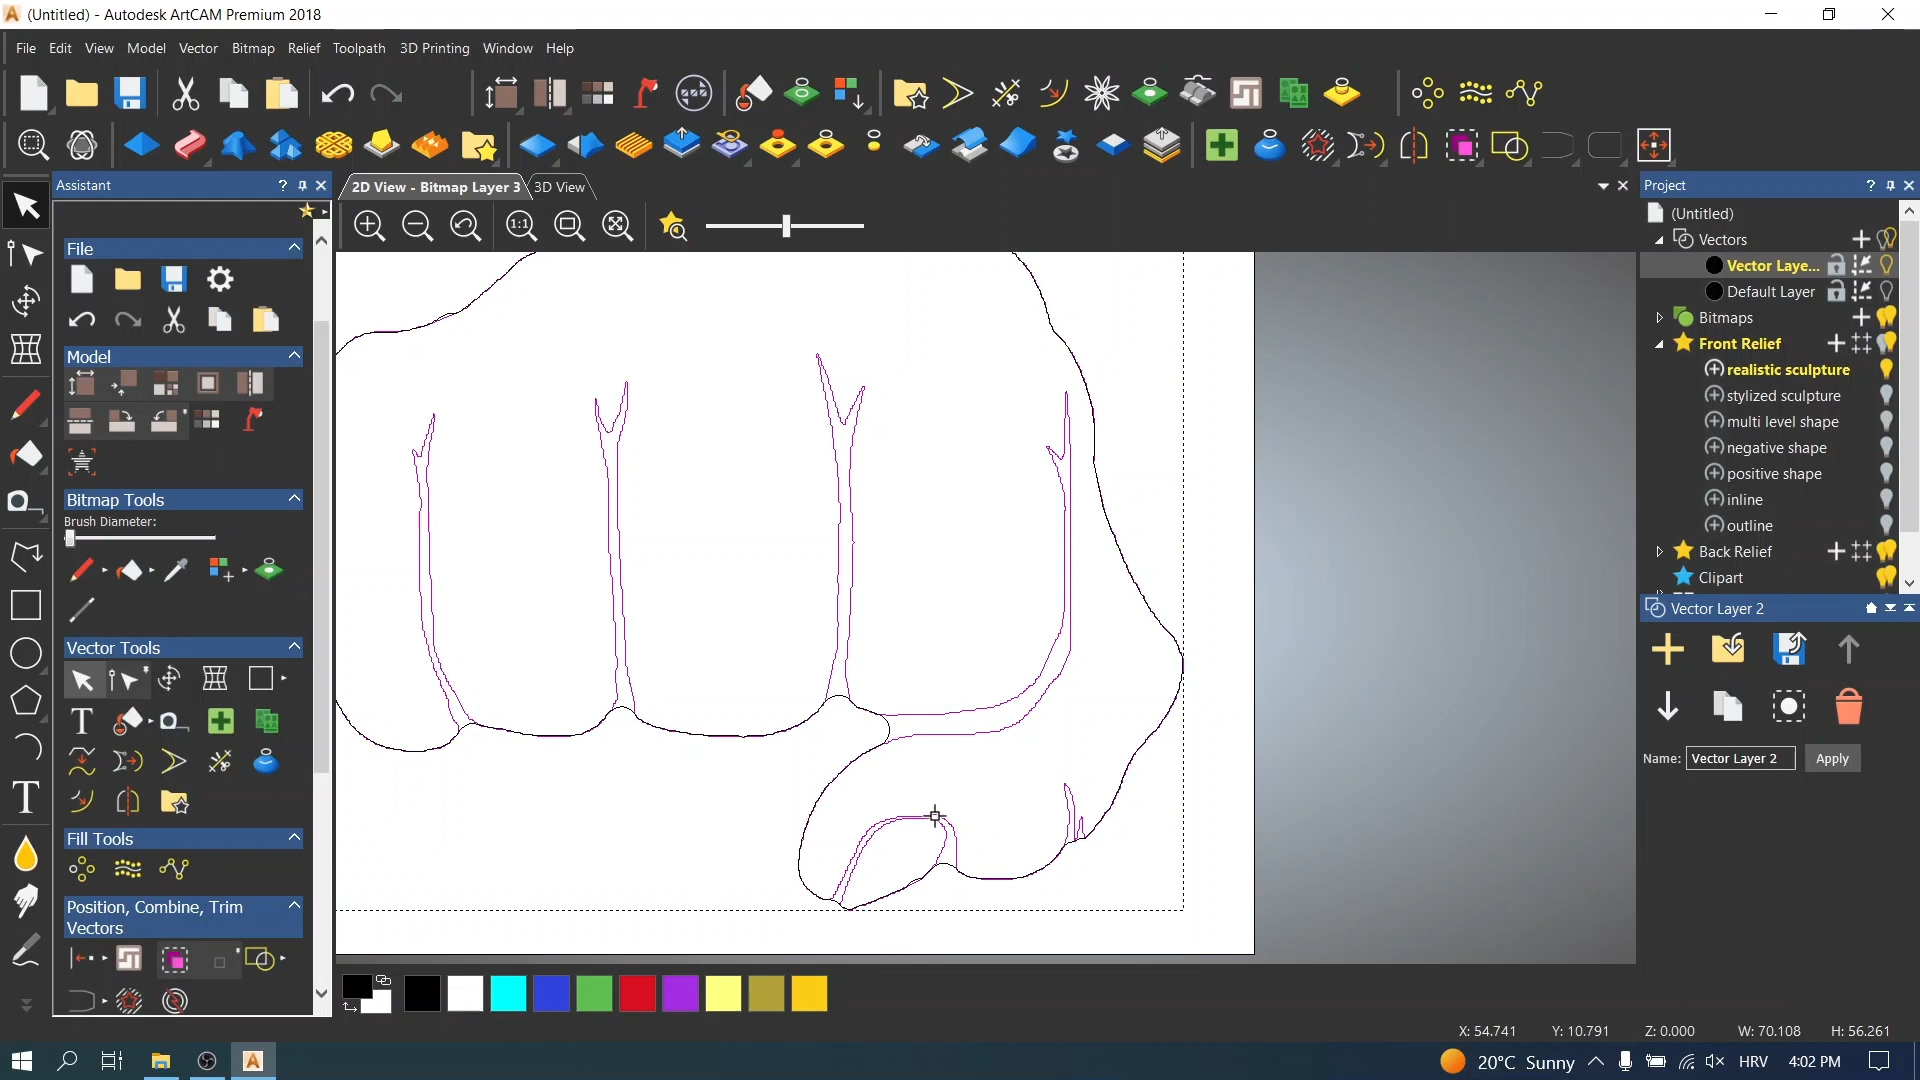 (Untitled) - Autodesk ArtCAM Premium 2018
File Edit View Model Vector Bitmap Relief Toolpath 3D Printing Window Help
Assistant
2D View - Bitmap Layer 3
3D View
1:1
File
Model
Bitmap Tools
Brush Diameter:
Vector Tools
Fill Tools
Position, Combine, Trim
Vectors
Project
(Untitled)
Vectors
Vector Laye...
Default Layer
Bitmaps
Front Relief
realistic sculpture
stylized sculpture
multi level shape
negative shape
positive shape
inline
outline
Back Relief
Clipart
Vector Layer 2
Name: Vector Layer 2 Apply
X: 54.741 Y: 10.791 Z: 0.000 W: 70.108 H: 56.261
20°C Sunny HRV 4:02 PM